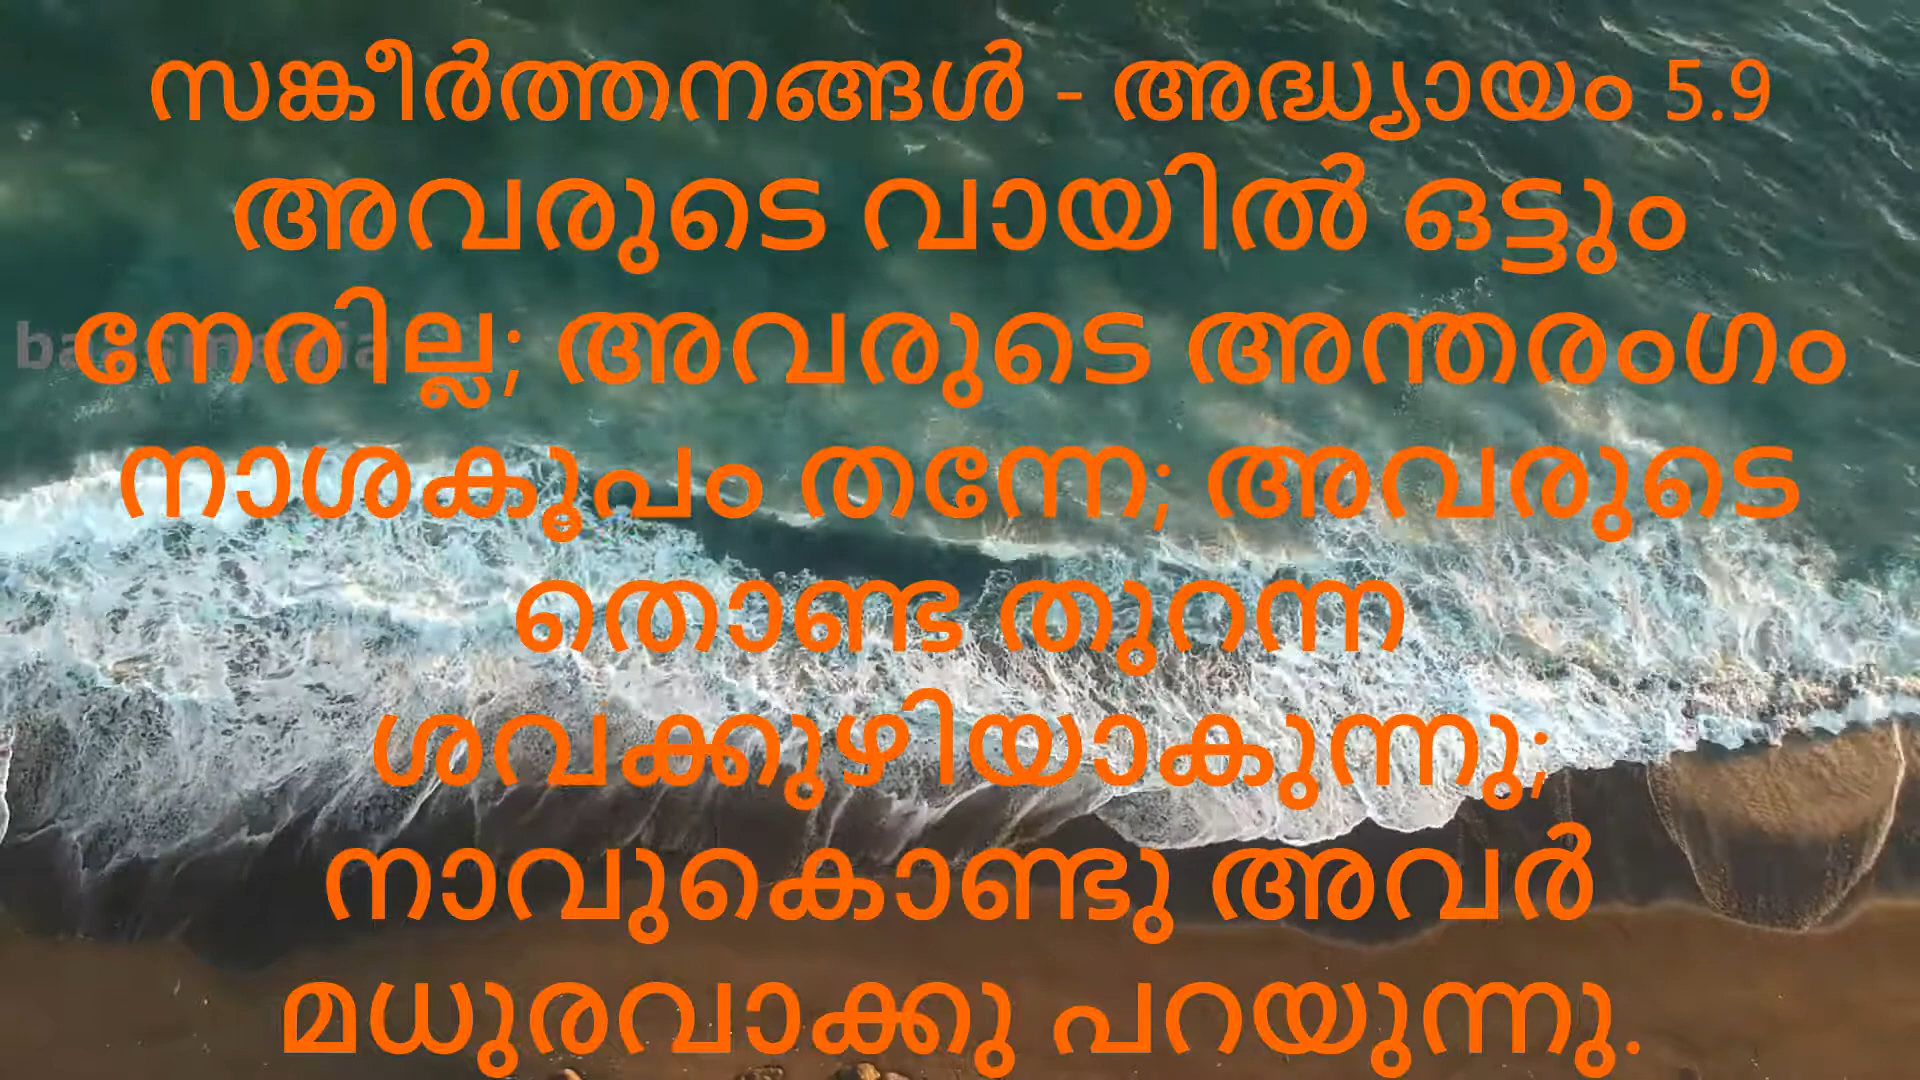 സങ്കീർത്തനങ്ങൾ - അദ്ധ്യായം 5.9
അവരുടെ വായിൽ ഒട്ടും
നേരില്ല; അവരുടെ അന്തരംഗം
നാശകൂപം തന്നേ; അവരുടെ
തൊണ്ട തുറന്ന
ശവക്കുഴിയാകുന്നു;
നാവുകൊണ്ടു അവർ
മധുരവാക്കു പറയുന്നു.